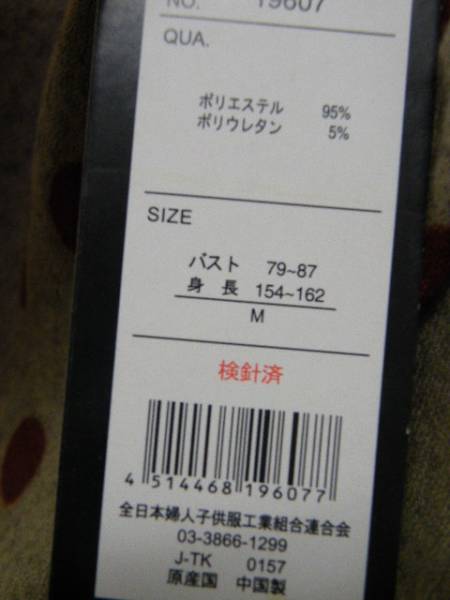 NO. 19607
QUA.
ポリエステル 95%
ポリウレタン 5%
SIZE
バスト 79~87
身長 154~162
M
検針済
4 514468 196077
全日本婦人子供服工業組合連合会
03-3866-1299
J-TK 0157
原産国 中国製